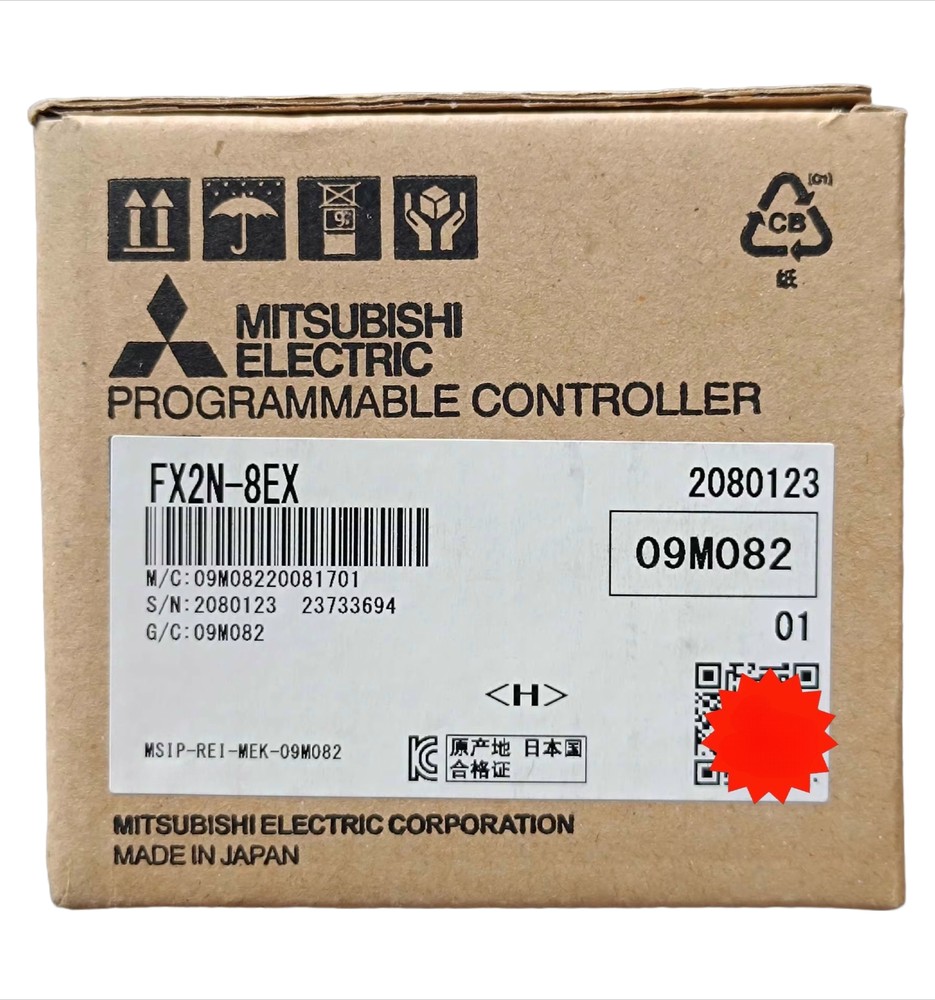 [C1]
CB
纸
MITSUBISHI
ELECTRIC
PROGRAMMABLE CONTROLLER
FX2N-8EX
2080123
09M082
M/C:09M08220081701
S/N:2080123 23733694
G/C:09M082
01
<H>
MSIP-REI-MEK-09M082
原产地 日本国
合格证
MITSUBISHI ELECTRIC CORPORATION
MADE IN JAPAN